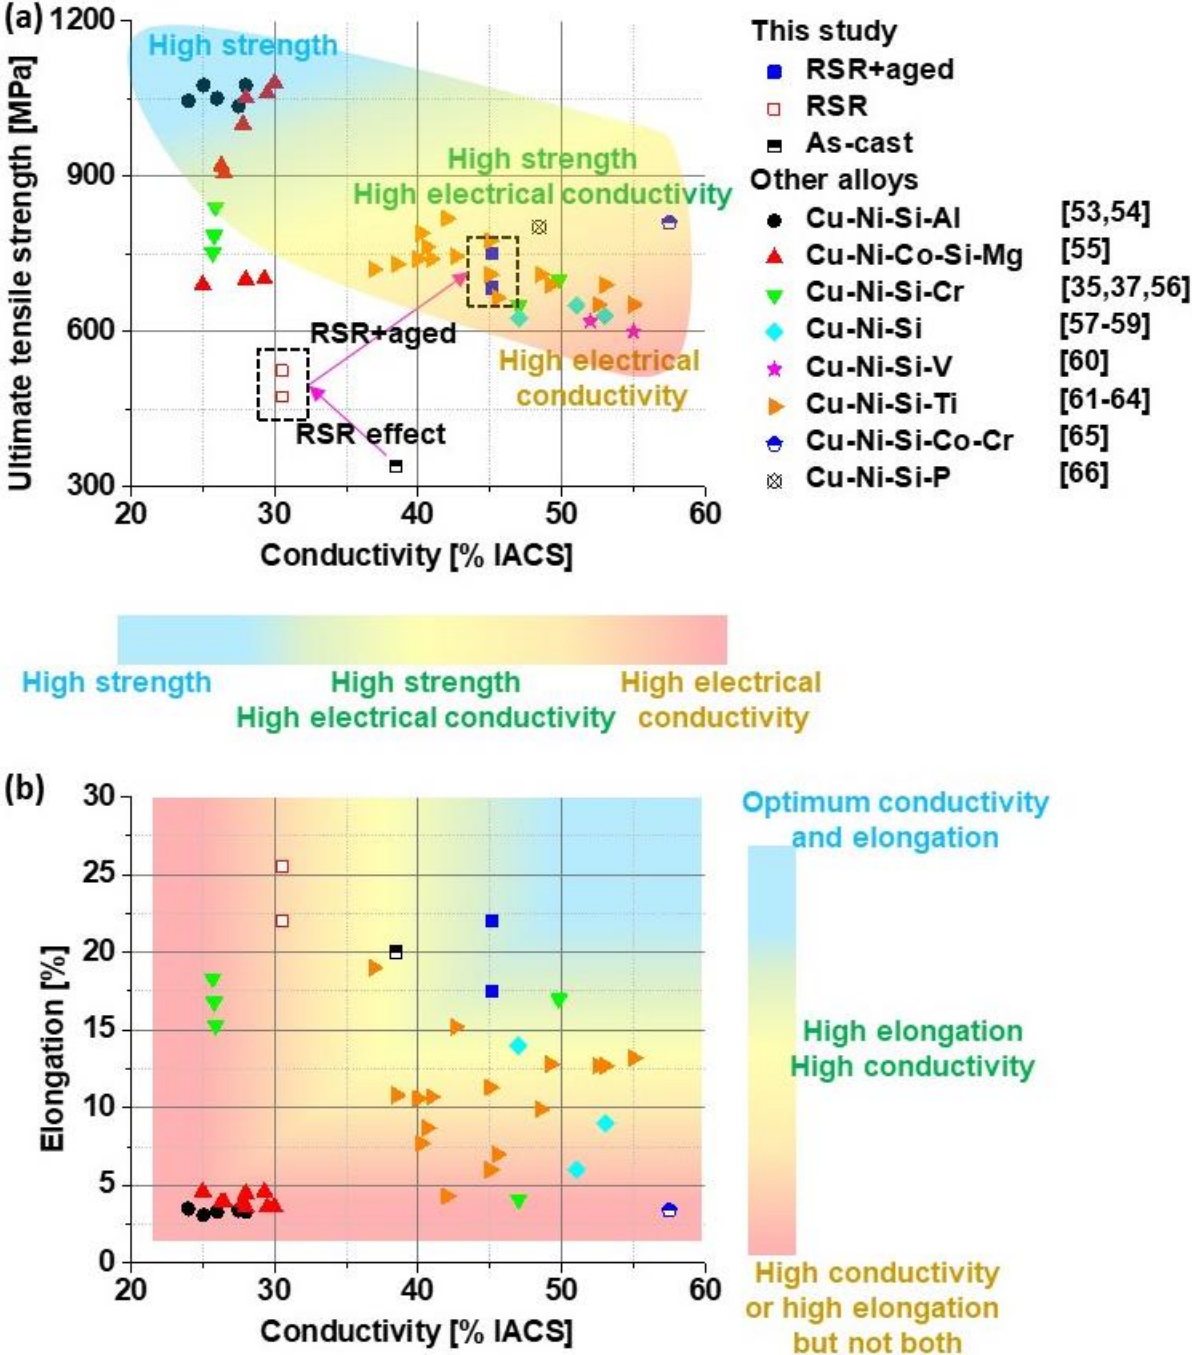 (a)
1200
900
600
300
Ultimate tensile strength [MPa]
High strength
High strength
High electrical conductivity
RSR+aged
High electrical
conductivity
RSR effect
20 30 40 50 60
Conductivity [% IACS]
This study
RSR+aged
RSR
As-cast
Other alloys
Cu-Ni-Si-Al [53,54]
Cu-Ni-Co-Si-Mg [55]
Cu-Ni-Si-Cr [35,37,56]
Cu-Ni-Si [57-59]
Cu-Ni-Si-V [60]
Cu-Ni-Si-Ti [61-64]
Cu-Ni-Si-Co-Cr [65]
Cu-Ni-Si-P [66]
High strength
High strength
High electrical conductivity
High electrical
conductivity
(b)
30
25
20
15
10
5
0
Elongation [%]
20 30 40 50 60
Conductivity [% IACS]
Optimum conductivity
and elongation
High elongation
High conductivity
High conductivity
or high elongation
but not both